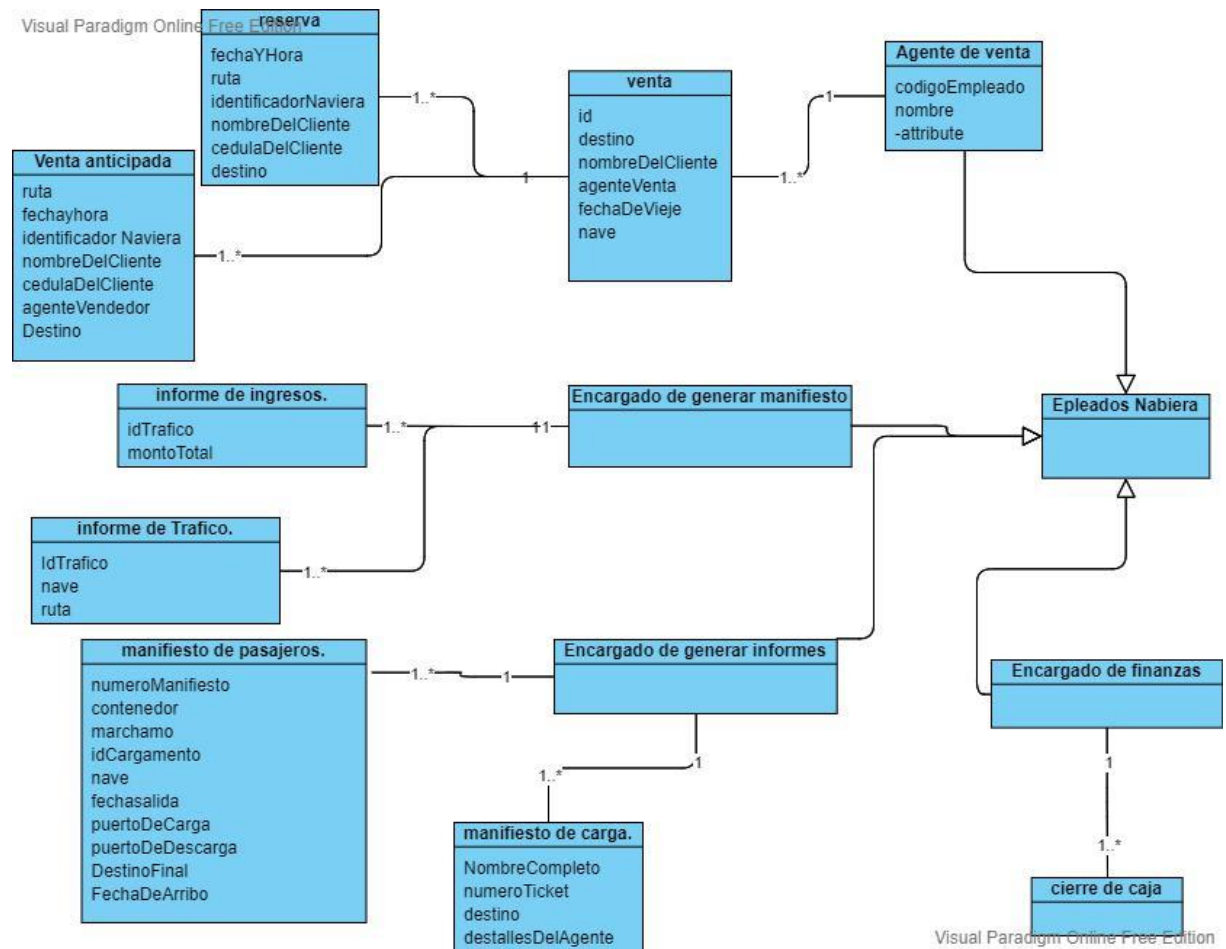 Visual Paradigm Online Free Edition
reserva
fechaYHora
ruta
identificadorNaviera
nombreDelCliente
cedulaDelCliente
destino
1..*
Venta anticipada
ruta
fechayhora
identificador Naviera
nombreDelCliente
cedulaDelCliente
agenteVendedor
Destino
1..*
1
venta
id
destino
nombreDelCliente
agenteVenta
fechaDeVieje
nave
1..*
1
Agente de venta
codigoEmpleado
nombre
-attribute
informe de ingresos.
idTrafico
montoTotal
1..*
11
Encargado de generar manifiesto
Epleados Nabiera
informe de Trafico.
IdTrafico
nave
ruta
1..*
manifiesto de pasajeros.
numeroManifiesto
contenedor
marchamo
idCargamento
nave
fechasalida
puertoDeCarga
puertoDeDescarga
DestinoFinal
FechaDeArribo
1..*
1
Encargado de generar informes
1
1..*
manifiesto de carga.
NombreCompleto
numeroTicket
destino
destallesDelAgente
Encargado de finanzas
1
1..*
cierre de caja
Visual Paradigm Online Free Edition